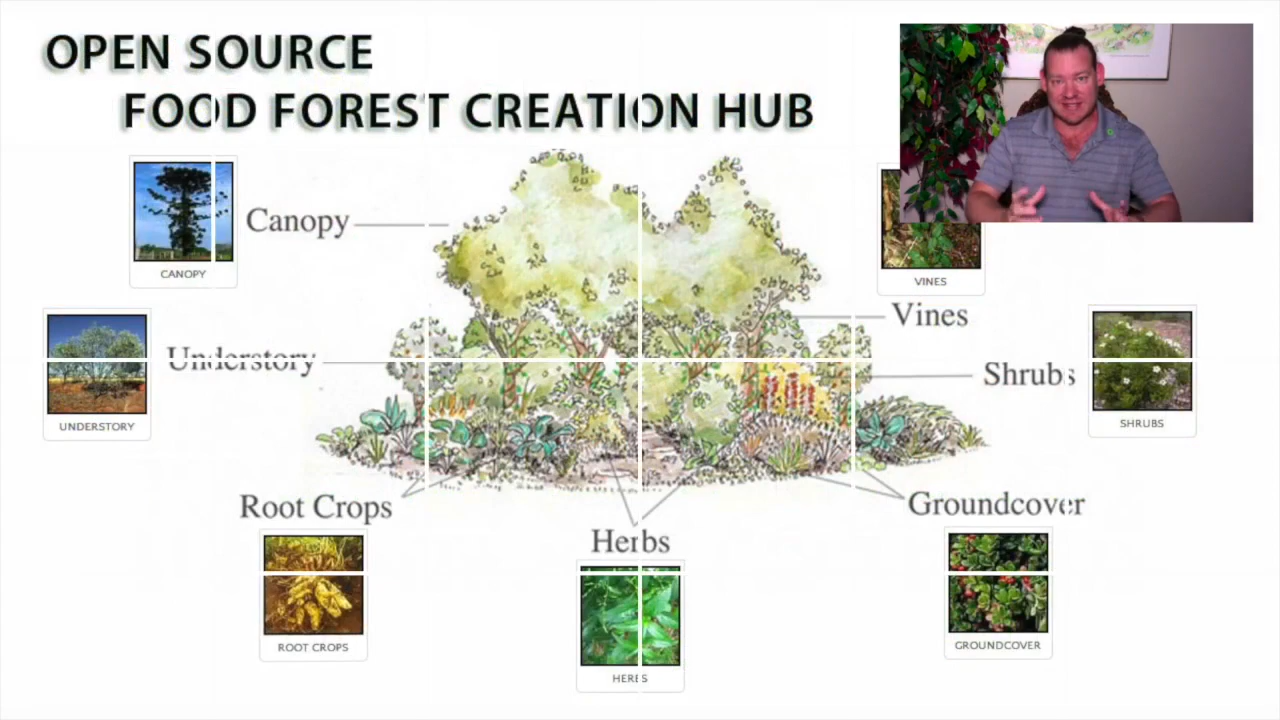 OPEN SOURCE
FOOD FOREST CREATION HUB
Canopy
CANOPY
VINES
Vines
Understory
UNDERSTORY
Shrubs
SHRUBS
Root Crops
ROOT CROPS
Herbs
HERBS
Groundcover
GROUNDCOVER